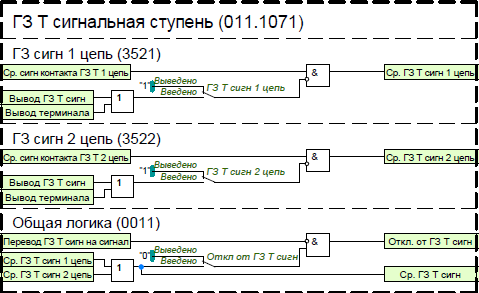 ГЗ Т сигнальная ступень (011.1071)
ГЗ сигн 1 цепь (3521)
Ср. сигн контакта ГЗ Т 1 цепь
"1"
Выведено
Введено
ГЗ Т сигн 1 цепь
&
Ср. ГЗ Т сигн 1 цепь
Вывод ГЗ Т сигн
Вывод терминала
1
ГЗ сигн 2 цепь (3522)
Ср. сигн контакта ГЗ Т 2 цепь
"1"
Выведено
Введено
ГЗ Т сигн 2 цепь
&
Ср. ГЗ Т сигн 2 цепь
Вывод ГЗ Т сигн
Вывод терминала
1
Общая логика (0011)
Перевод ГЗ Т сигн на сигнал
"0"
Выведено
Введено
Откл от ГЗ Т сигн
&
Откл. от ГЗ Т сигн
Ср. ГЗ Т сигн 1 цепь
Ср. ГЗ Т сигн 2 цепь
1
Ср. ГЗ Т сигн